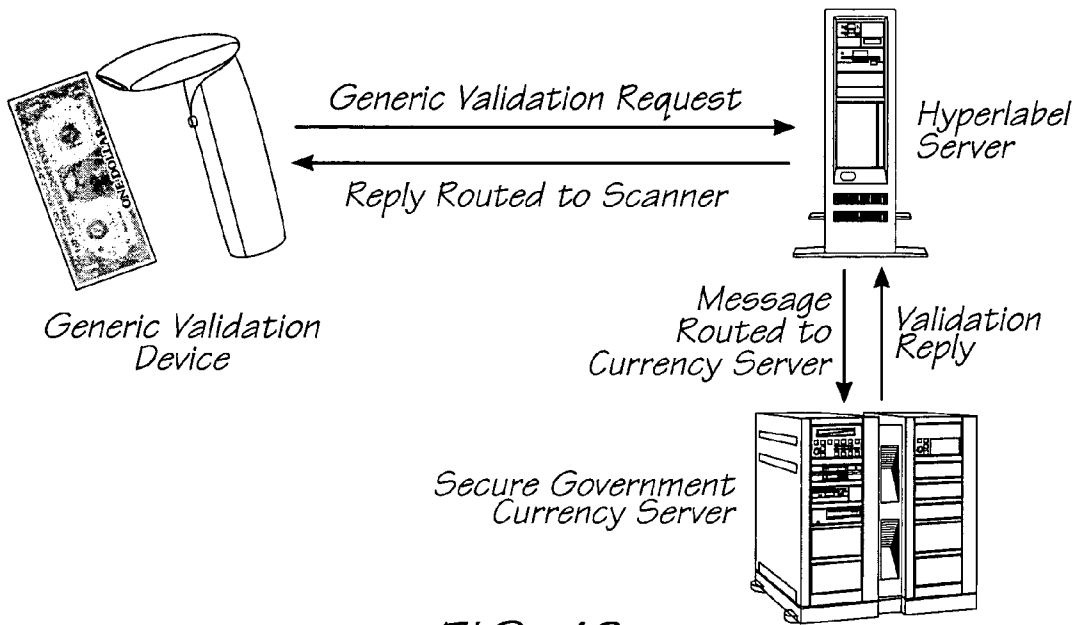 Generic Validation Request
Reply Routed to Scanner
Hyperlabel
Server
ONE DOLLAR
Generic Validation
Device
Message
Routed to
Currency Server
Validation
Reply
Secure Government
Currency Server